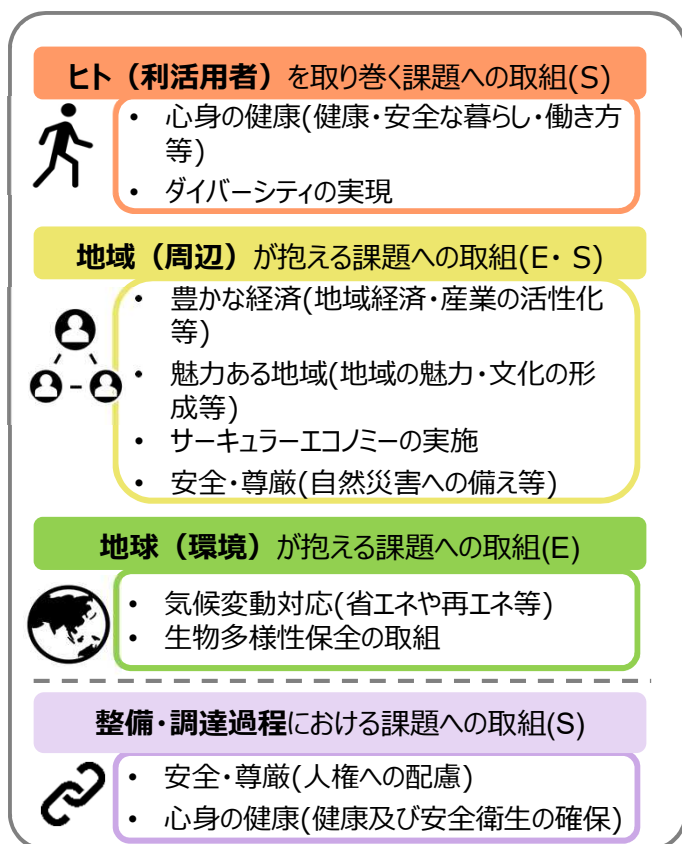 ヒト（利活用者）を取り巻く課題への取組(S)
• 心身の健康(健康・安全な暮らし・働き方
等)
• ダイバーシティの実現
地域（周辺）が抱える課題への取組(E・ S)
• 豊かな経済(地域経済・産業の活性化
等)
• 魅力ある地域(地域の魅力・文化の形
成等)
• サーキュラーエコノミーの実施
• 安全・尊厳(自然災害への備え等)
地球（環境）が抱える課題への取組(E)
• 気候変動対応(省エネや再エネ等)
• 生物多様性保全の取組
整備・調達過程における課題への取組(S)
• 安全・尊厳(人権への配慮)
• 心身の健康(健康及び安全衛生の確保)